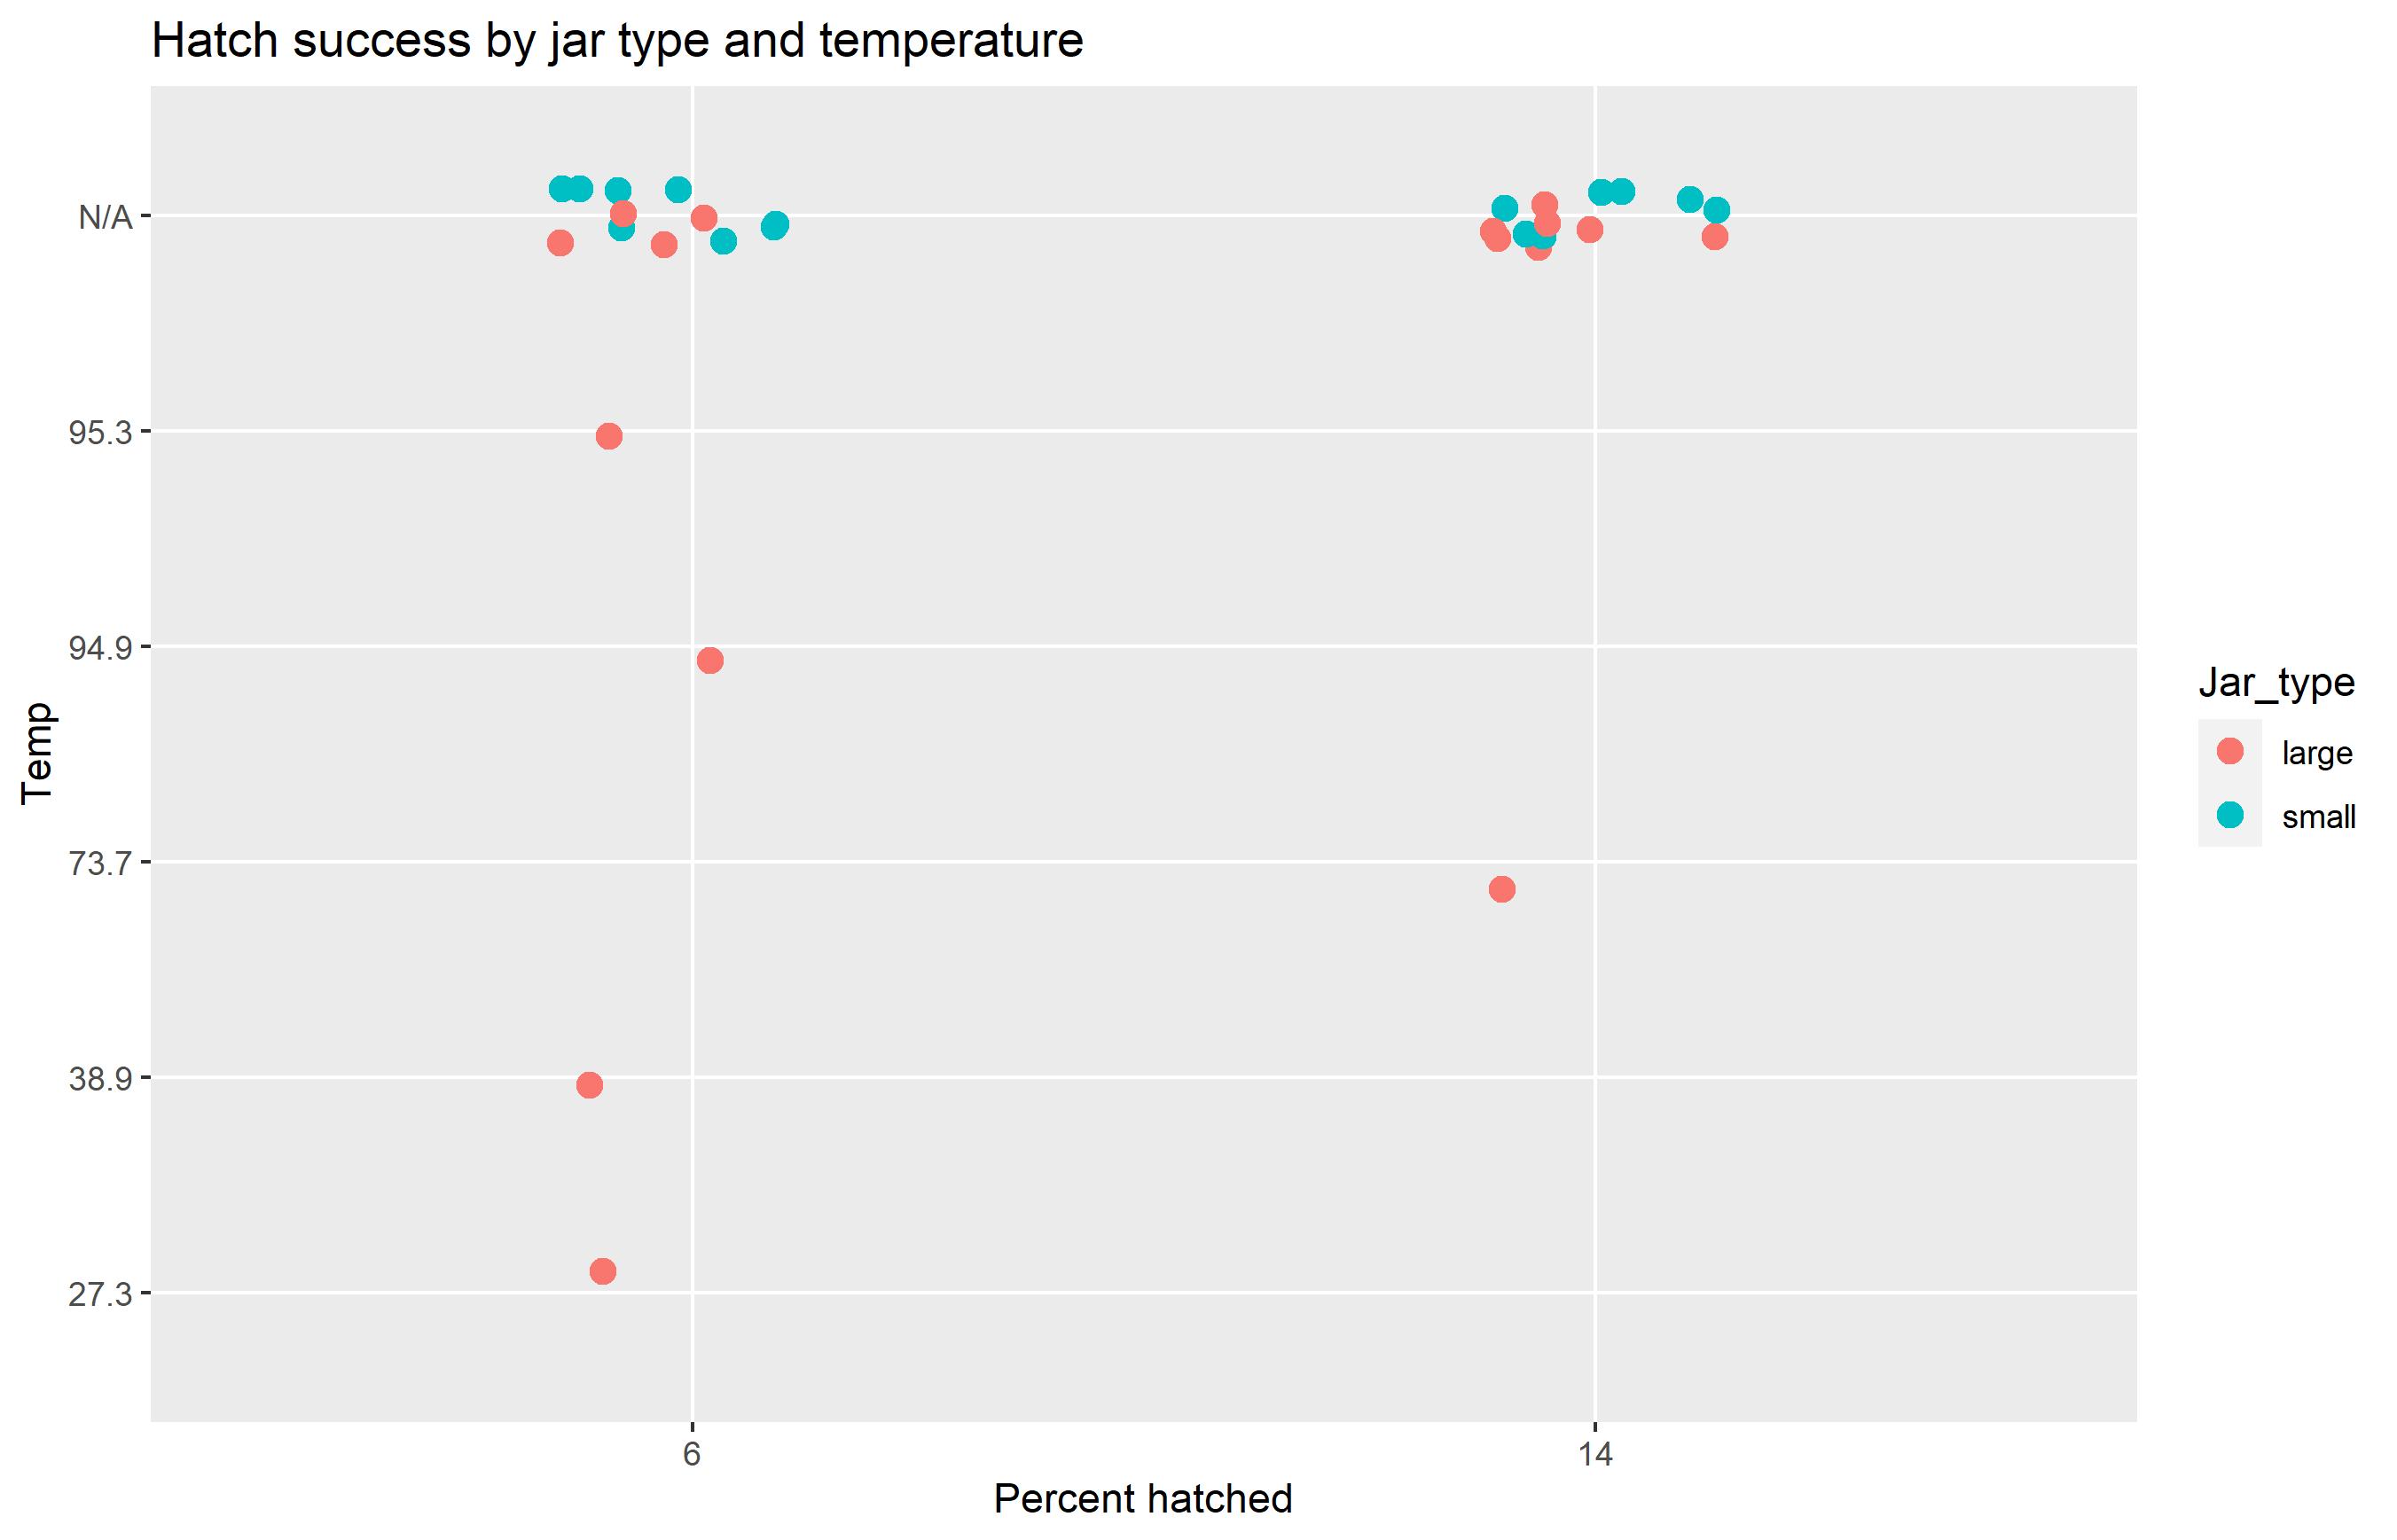 Hatch success by jar type and temperature
N/A
95.3
94.9
73.7
38.9
27.3
Temp
6
14
Percent hatched
Jar_type
large
small